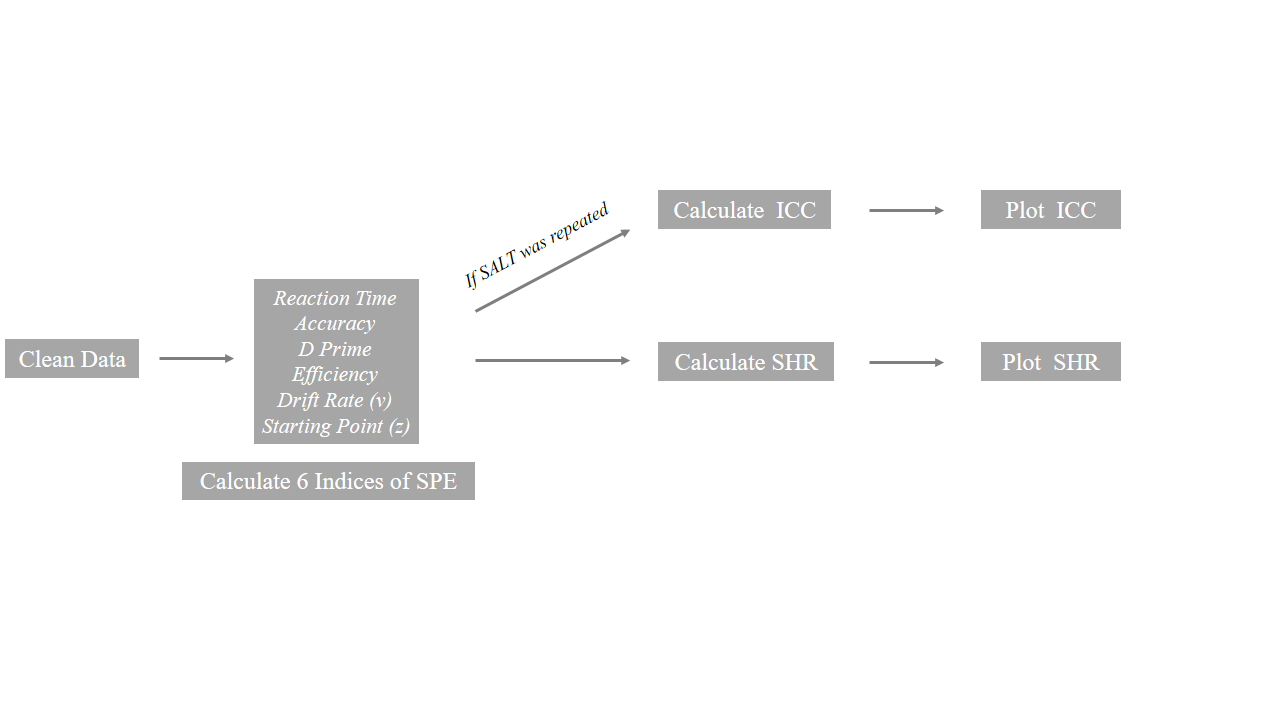 Clean Data
Reaction Time
Accuracy
D Prime
Efficiency
Drift Rate (v)
Starting Point (z)
Calculate 6 Indices of SPE
If SALT was repeated
Calculate  ICC
Plot  ICC
Calculate SHR
Plot  SHR